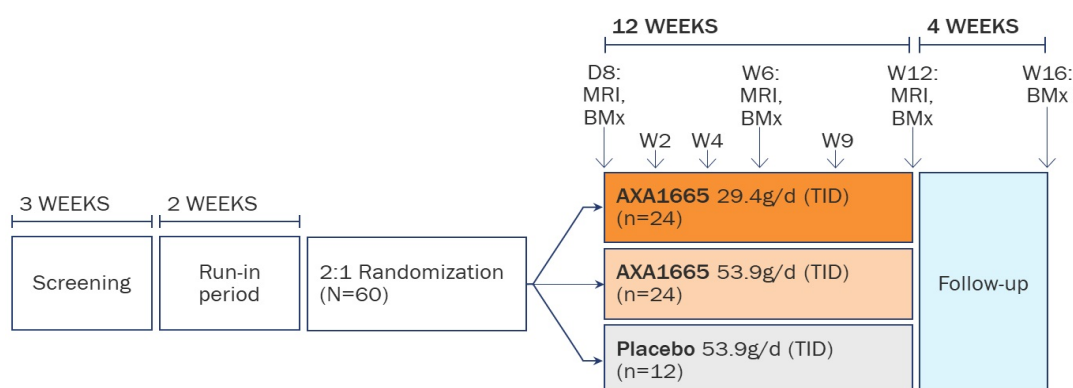 12 WEEKS
4 WEEKS
D8:
MRI,
BMx
W2
W4
W6:
MRI,
BMx
W9
W12:
MRI,
BMx
W16:
BMx
3 WEEKS
2 WEEKS
Screening
Run-in
period
2:1 Randomization
(N=60)
AXA1665 29.4g/d (TID)
(n=24)
AXA1665 53.9g/d (TID)
(n=24)
Placebo 53.9g/d (TID)
(n=12)
Follow-up